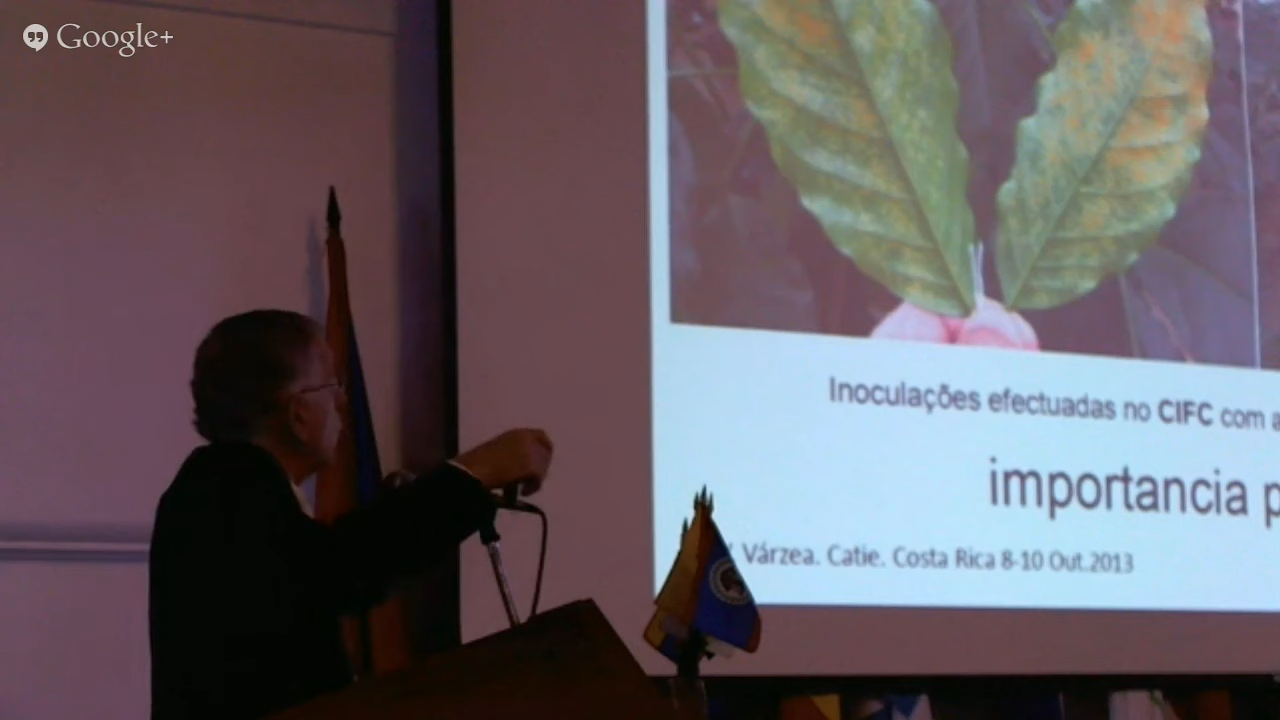 Google+
Inoculações efectuadas no CIFC com a
importancia p
Várzea. Catie. Costa Rica 8-10 Out.2013